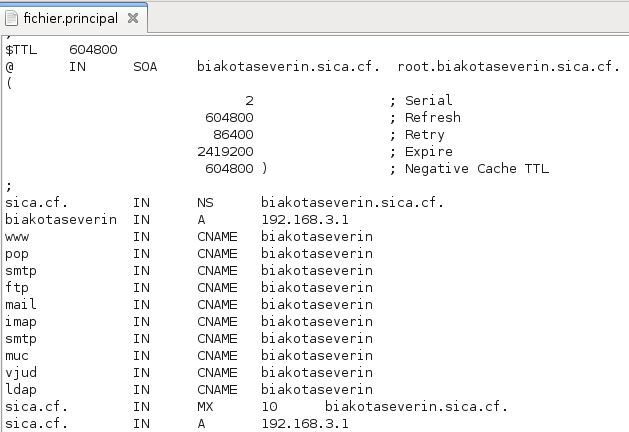 fichier.principal
;
$TTL 604800
@ IN SOA biakotaseverin.sica.cf. root.biakotaseverin.sica.cf.
(
2 ; Serial
604800 ; Refresh
86400 ; Retry
2419200 ; Expire
604800 ) ; Negative Cache TTL
;
sica.cf. IN NS biakotaseverin.sica.cf.
biakotaseverin IN A 192.168.3.1
www IN CNAME biakotaseverin
pop IN CNAME biakotaseverin
smtp IN CNAME biakotaseverin
ftp IN CNAME biakotaseverin
mail IN CNAME biakotaseverin
imap IN CNAME biakotaseverin
smtp IN CNAME biakotaseverin
muc IN CNAME biakotaseverin
vjud IN CNAME biakotaseverin
ldap IN CNAME biakotaseverin
sica.cf. IN MX 10 biakotaseverin.sica.cf.
sica.cf. IN A 192.168.3.1